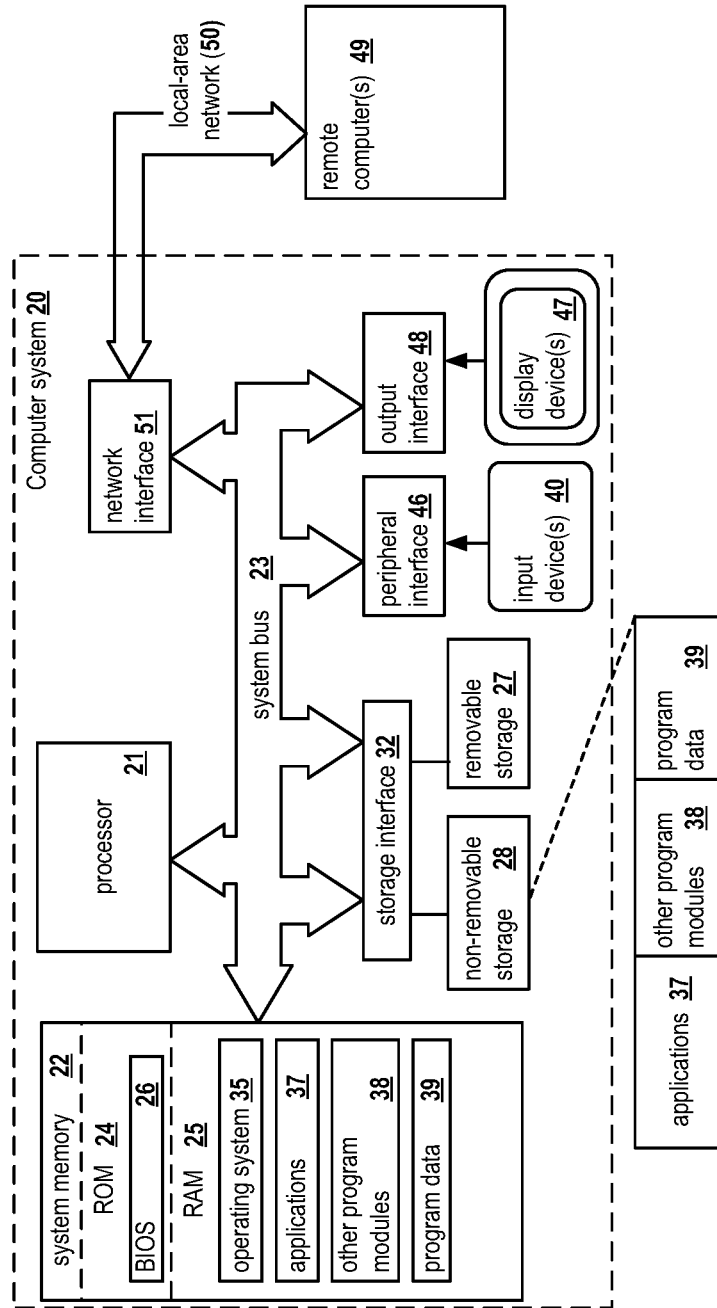 Computer system 20
system memory 22
ROM 24
BIOS 26
RAM 25
operating system 35
applications
37
other program
modules 38
program data 39
processor
21
network
interface 51
local-area
network (50)
remote
computer(s) 49
system bus 23
storage interface 32
non-removable
storage 28
removable
storage 27
peripheral
interface 46
output
interface 48
input
device(s) 40
display
device(s) 47
applications 37
other program
modules 38
program
data 39